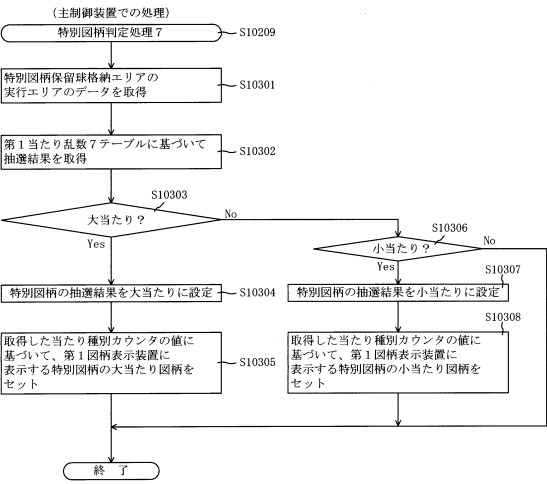 (主制御装置での処理)
特別図柄判定処理7
S10209
特別図柄保留球格納エリアの
実行エリアのデータを取得
S10301
第1当たり乱数7テーブルに基づいて
抽選結果を取得
S10302
S10303
大当たり?
No
Yes
S10306
小当たり?
No
Yes
特別図柄の抽選結果を大当たりに設定
S10304
S10307
特別図柄の抽選結果を小当たりに設定
S10308
取得した当たり種別カウンタの値に
基づいて、第1図柄表示装置に
表示する特別図柄の大当たり図柄を
セット
S10305
取得した当たり種別カウンタの値に
基づいて、第1図柄表示装置に
表示する特別図柄の小当たり図柄を
セット
終 了